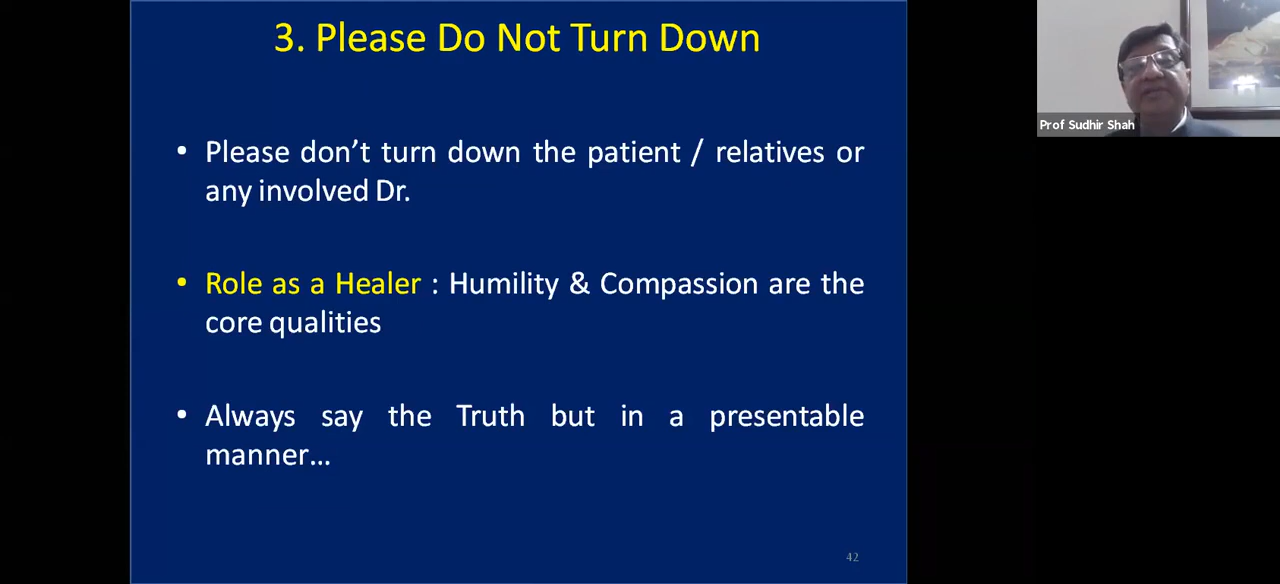 3. Please Do Not Turn Down
Prof Sudhir Shah
• Please don’t turn down the patient / relatives or
any involved Dr.
• Role as a Healer : Humility & Compassion are the
core qualities
• Always say the Truth but in a presentable
manner…
42